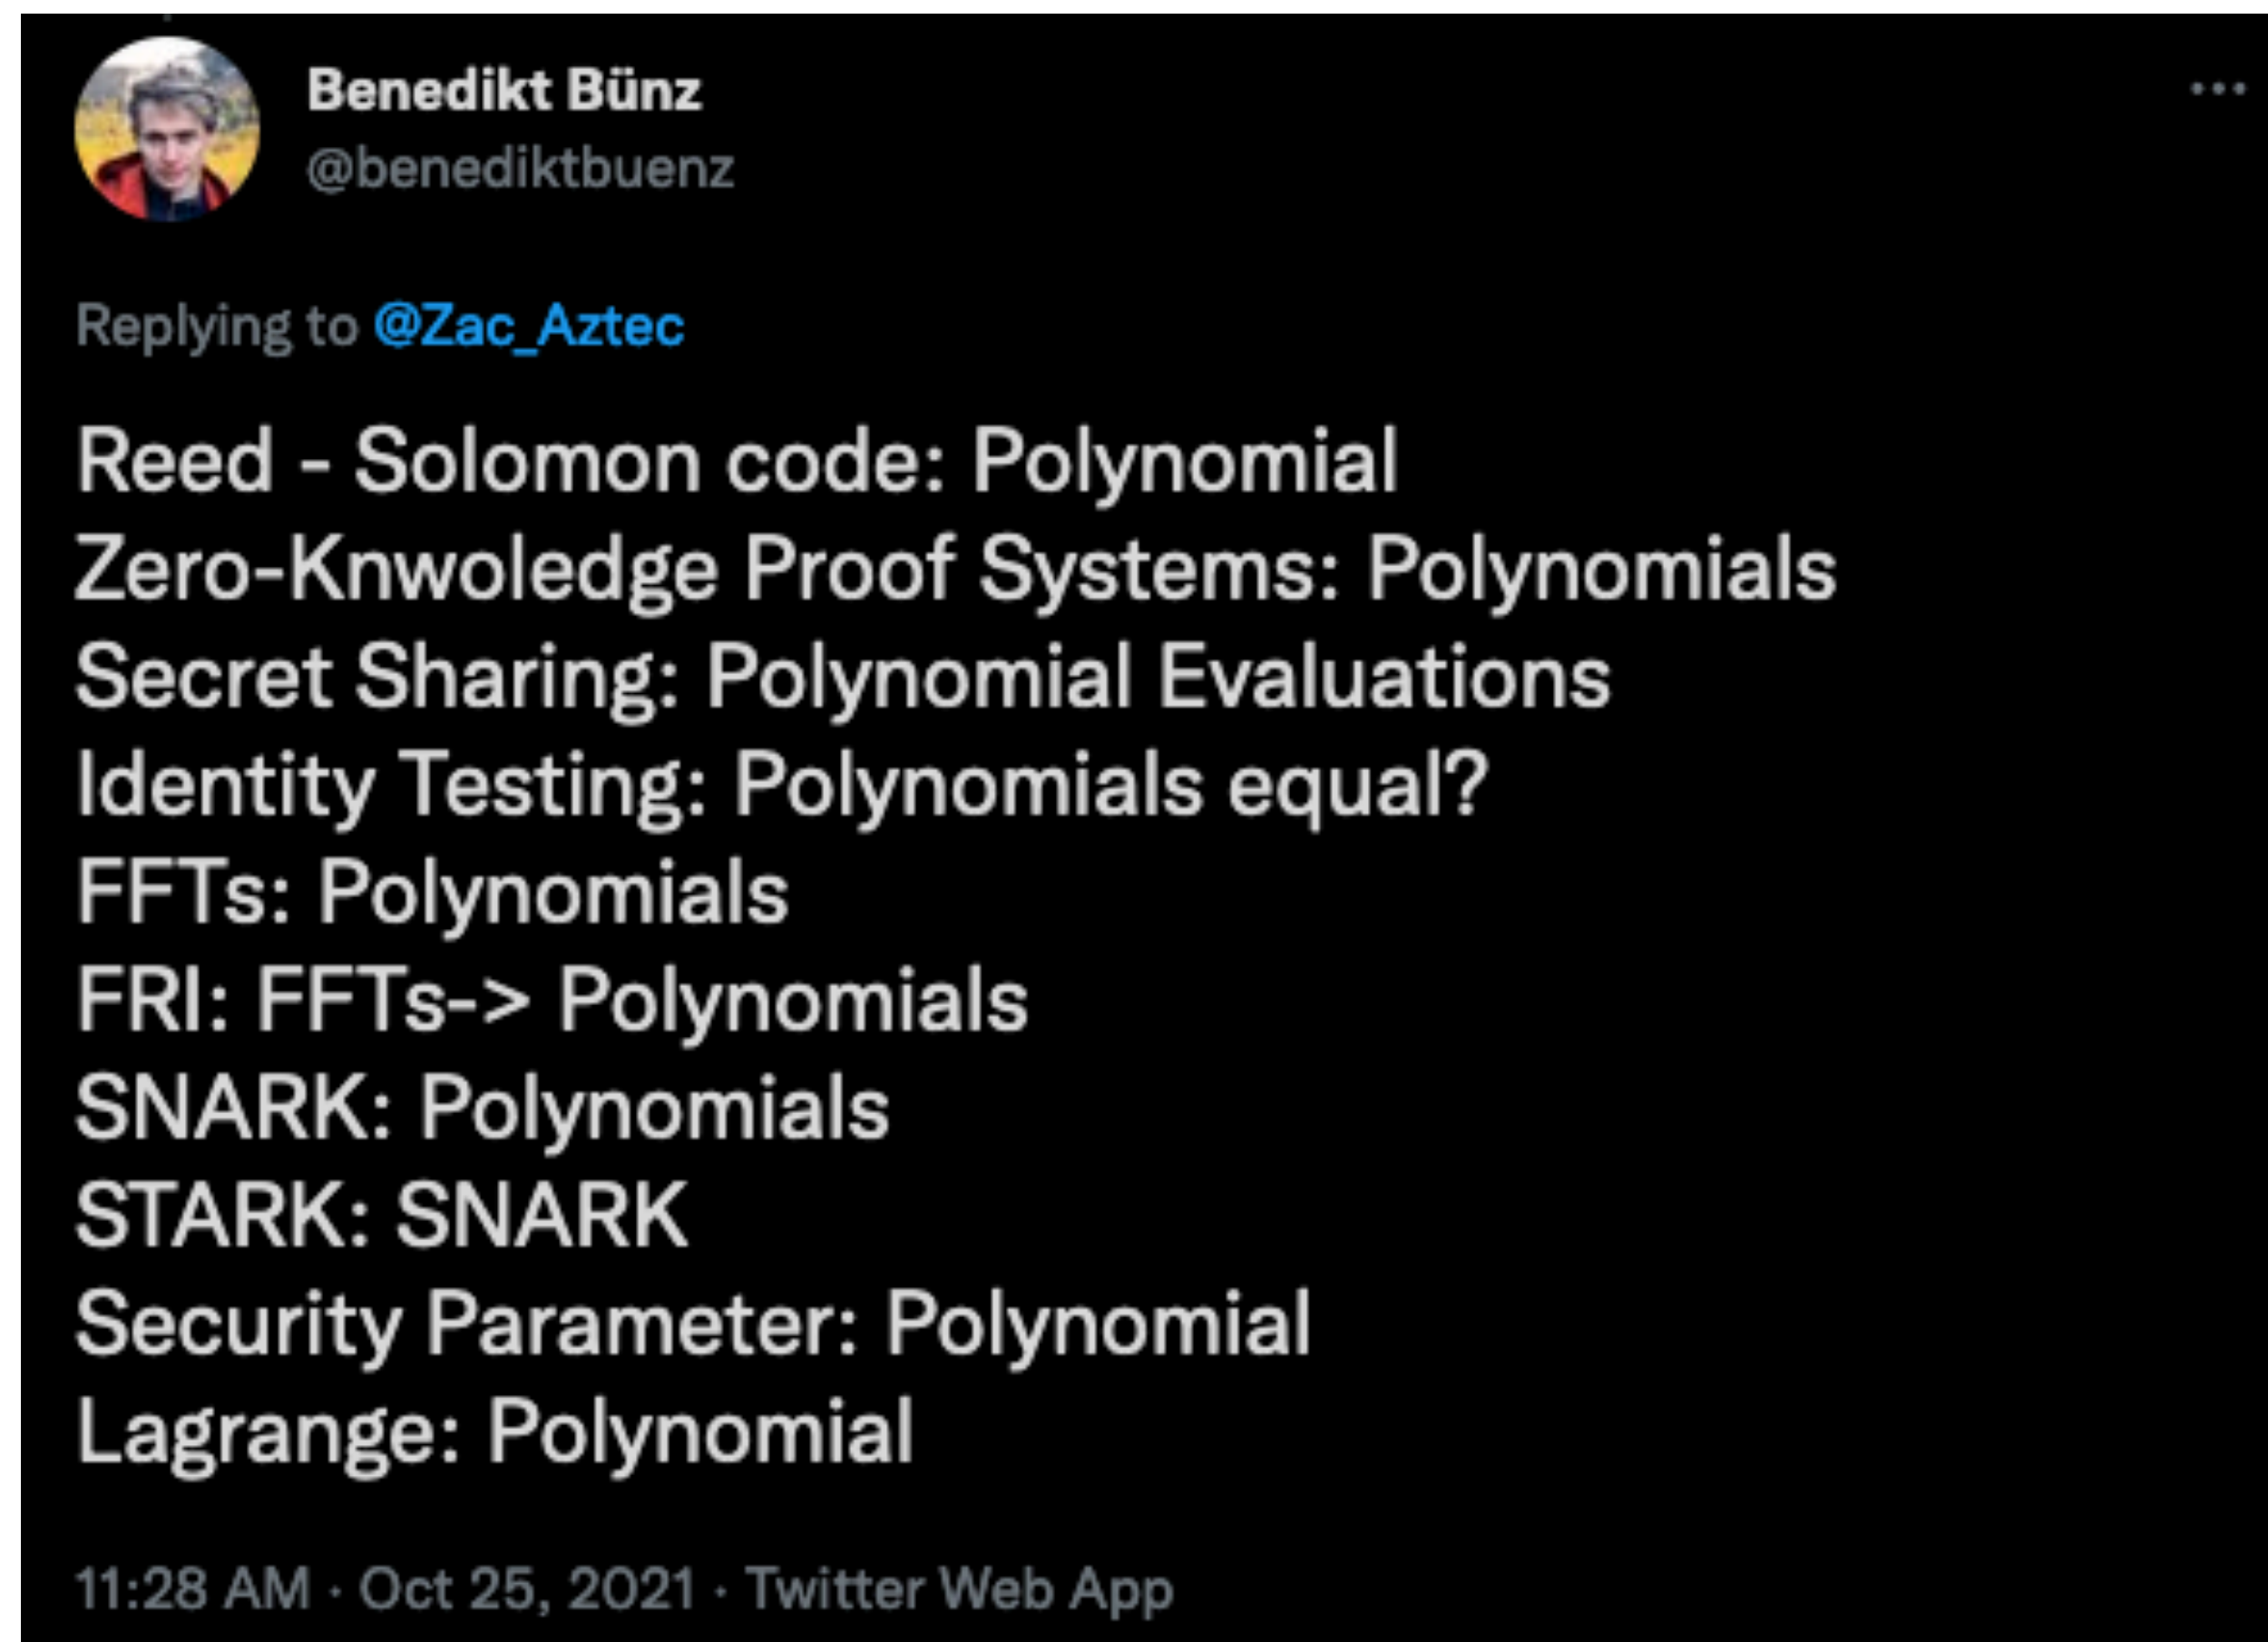 Benedikt Bünz
@benediktbuenz
Replying to @Zac_Aztec
Reed - Solomon code: Polynomial
Zero-Knwoledge Proof Systems: Polynomials
Secret Sharing: Polynomial Evaluations
Identity Testing: Polynomials equal?
FFTs: Polynomials
FRI: FFTs-> Polynomials
SNARK: Polynomials
STARK: SNARK
Security Parameter: Polynomial
Lagrange: Polynomial
11:28 AM · Oct 25, 2021 · Twitter Web App